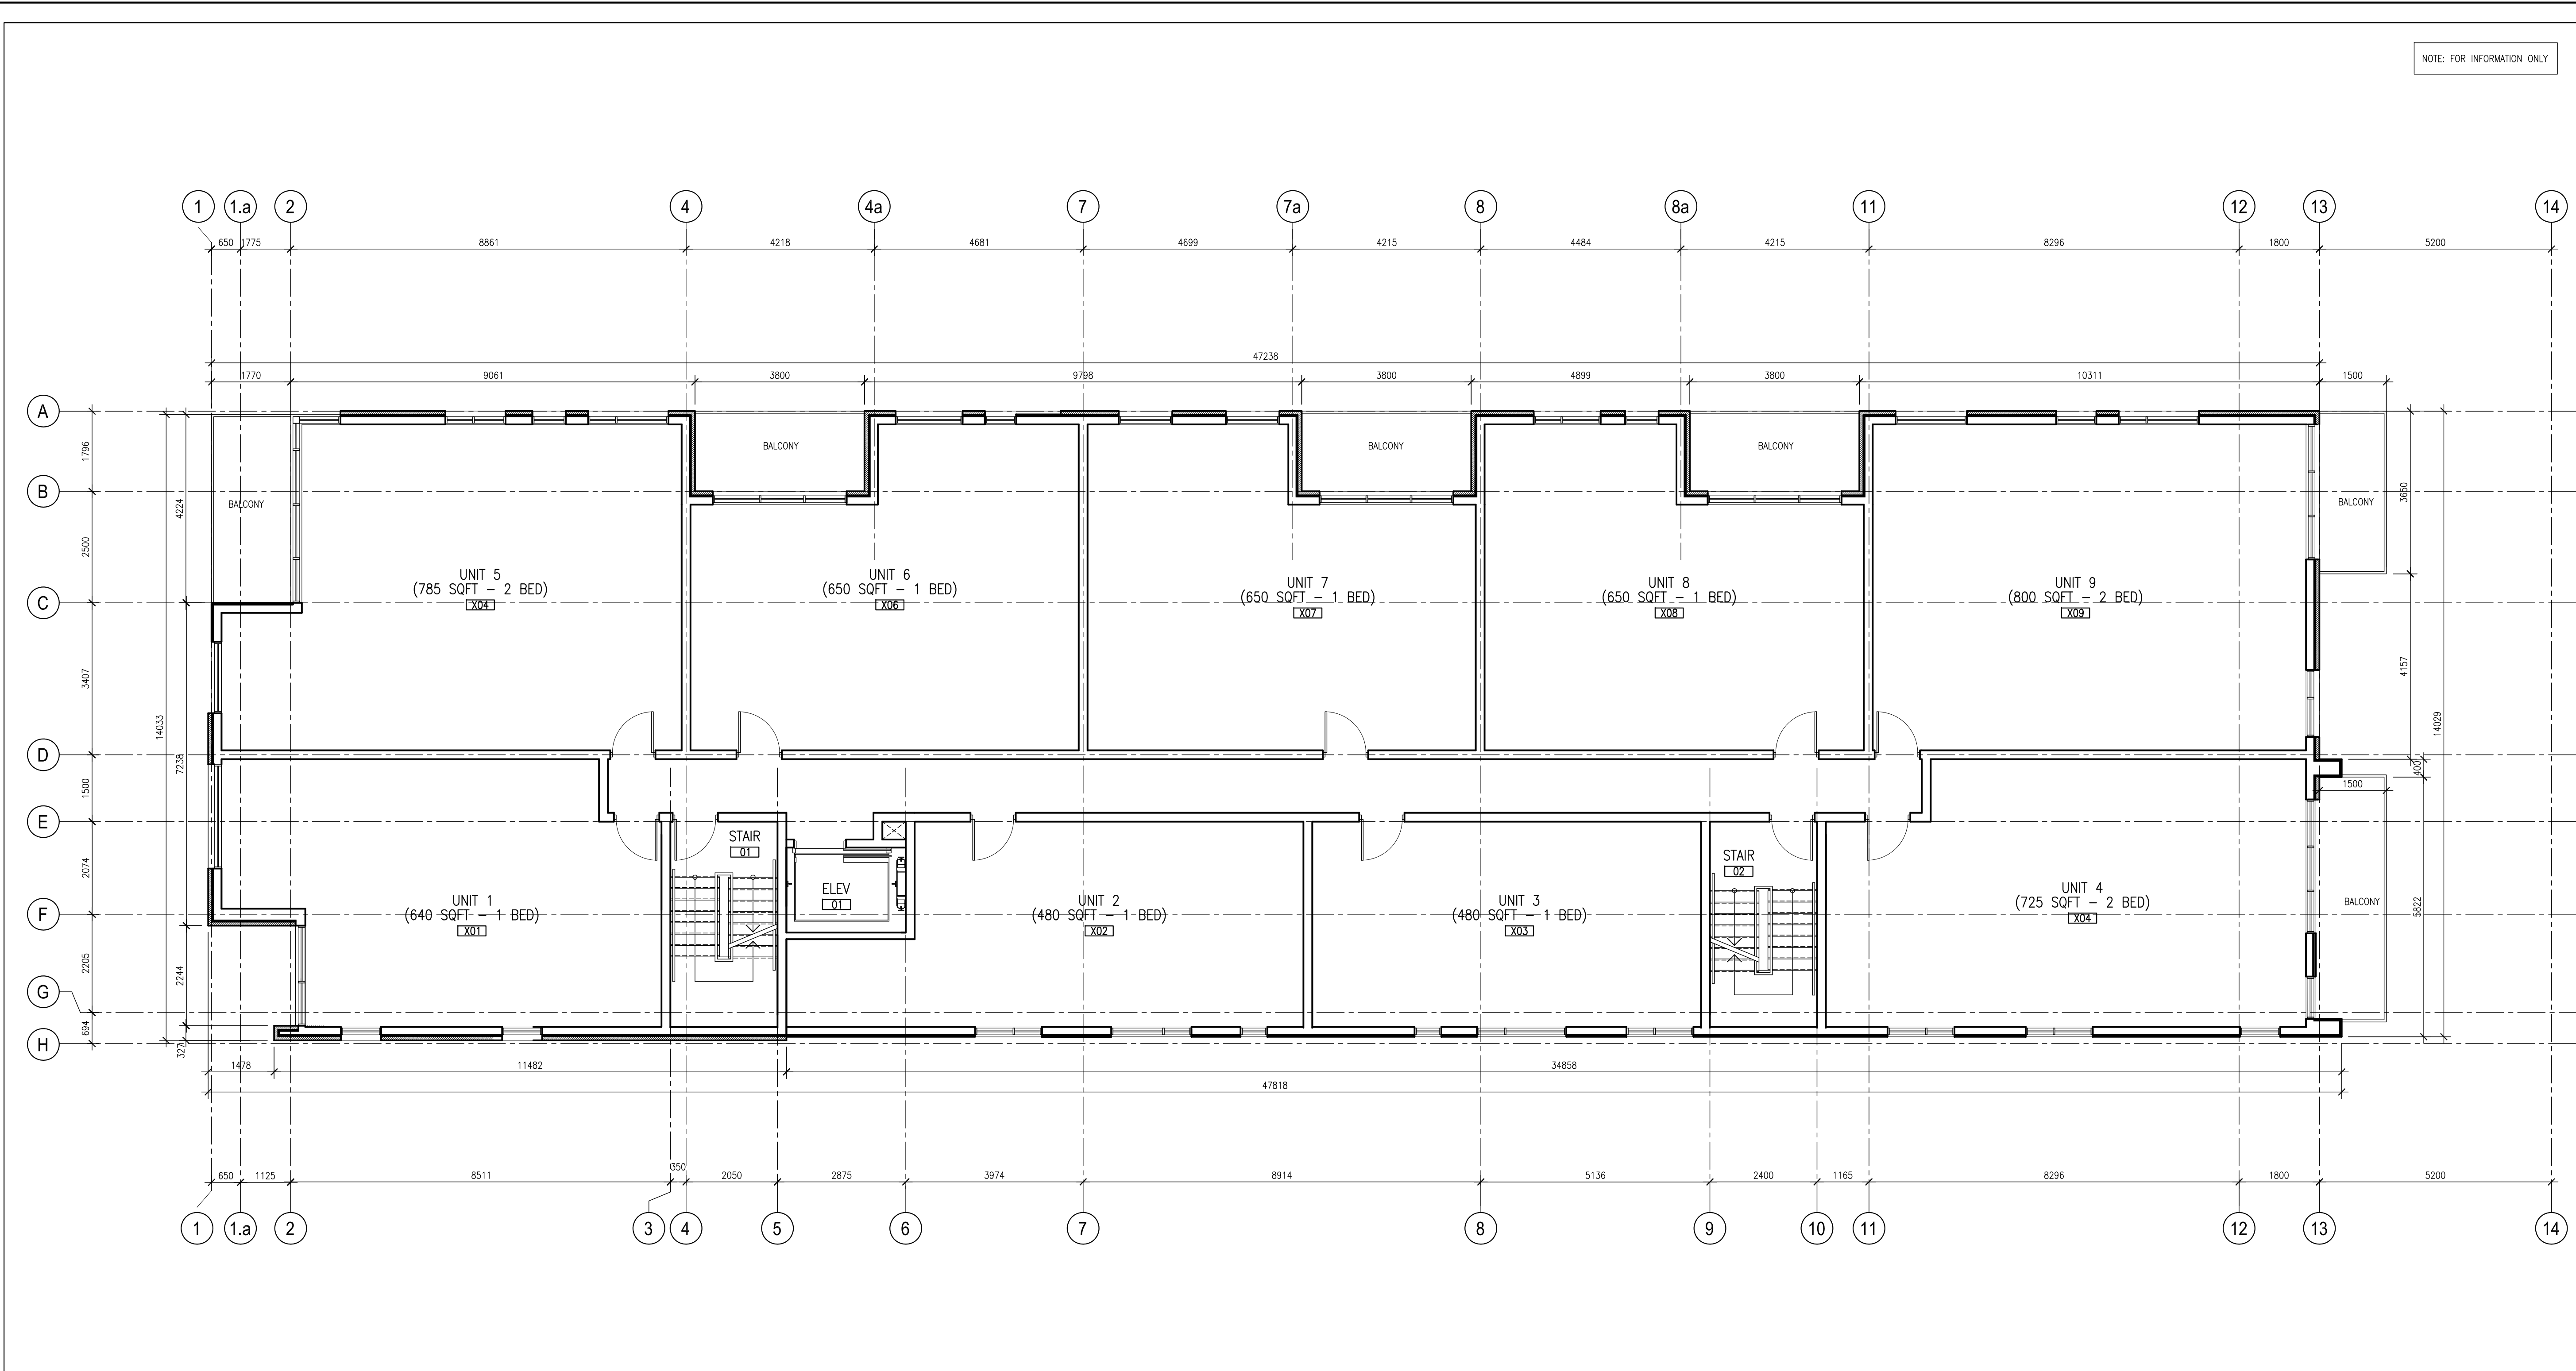 NOTE: FOR INFORMATION ONLY
1 1.a 2 4 4a 7 7a 8 8a 11 12 13 14
650 1775 8861 4218 4681 4699 4215 4484 4215 8296 1800 5200
47238
1770 9061 3800 9798 3800 4899 3800 10311 1500
A
B
C
D
E
F
G
H
1796
2500
3407
1500
2074
2205
694
14033
4224
7238
2244
327
BALCONY
BALCONY
BALCONY
BALCONY
BALCONY
BALCONY
3650
4157
14029
400
1500
5822
UNIT 5
(785 SQFT - 2 BED)
X04
UNIT 6
(650 SQFT - 1 BED)
X06
UNIT 7
(650 SQFT - 1 BED)
X07
UNIT 8
(650 SQFT - 1 BED)
X08
UNIT 9
(800 SQFT - 2 BED)
X09
UNIT 1
(640 SQFT - 1 BED)
X01
STAIR
01
ELEV
01
UNIT 2
(480 SQFT - 1 BED)
X02
UNIT 3
(480 SQFT - 1 BED)
X03
STAIR
02
UNIT 4
(725 SQFT - 2 BED)
X04
1478 11482 34858
47818
650 1125 8511 350 2050 2875 3974 8914 5136 2400 1165 8296 1800 5200
1 1.a 2 3 4 5 6 7 8 9 10 11 12 13 14